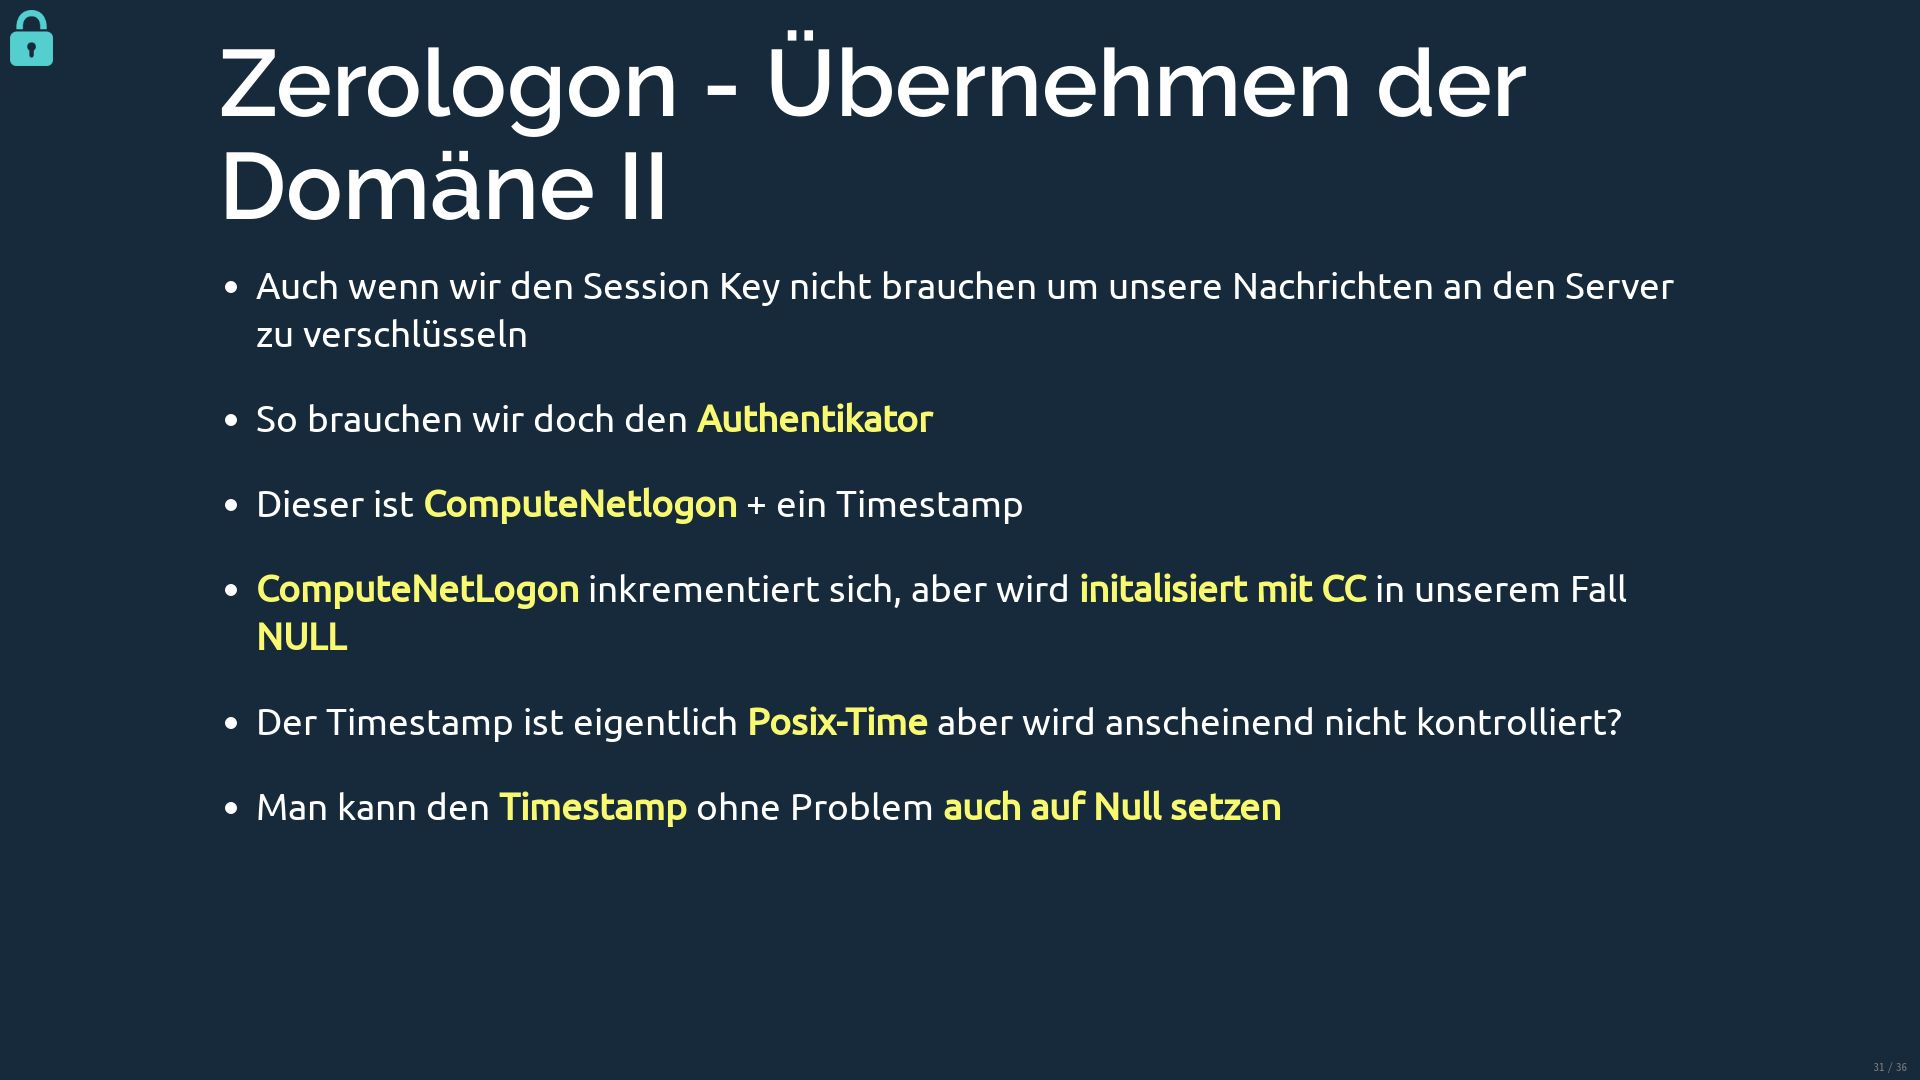 Zerologon - Übernehmen der
Domäne II
• Auch wenn wir den Session Key nicht brauchen um unsere Nachrichten an den Server
zu verschlüsseln
• So brauchen wir doch den Authentikator
• Dieser ist ComputeNetlogon + ein Timestamp
• ComputeNetLogon inkrementiert sich, aber wird initalisiert mit CC in unserem Fall
NULL
• Der Timestamp ist eigentlich Posix-Time aber wird anscheinend nicht kontrolliert?
• Man kann den Timestamp ohne Problem auch auf Null setzen
31 / 36